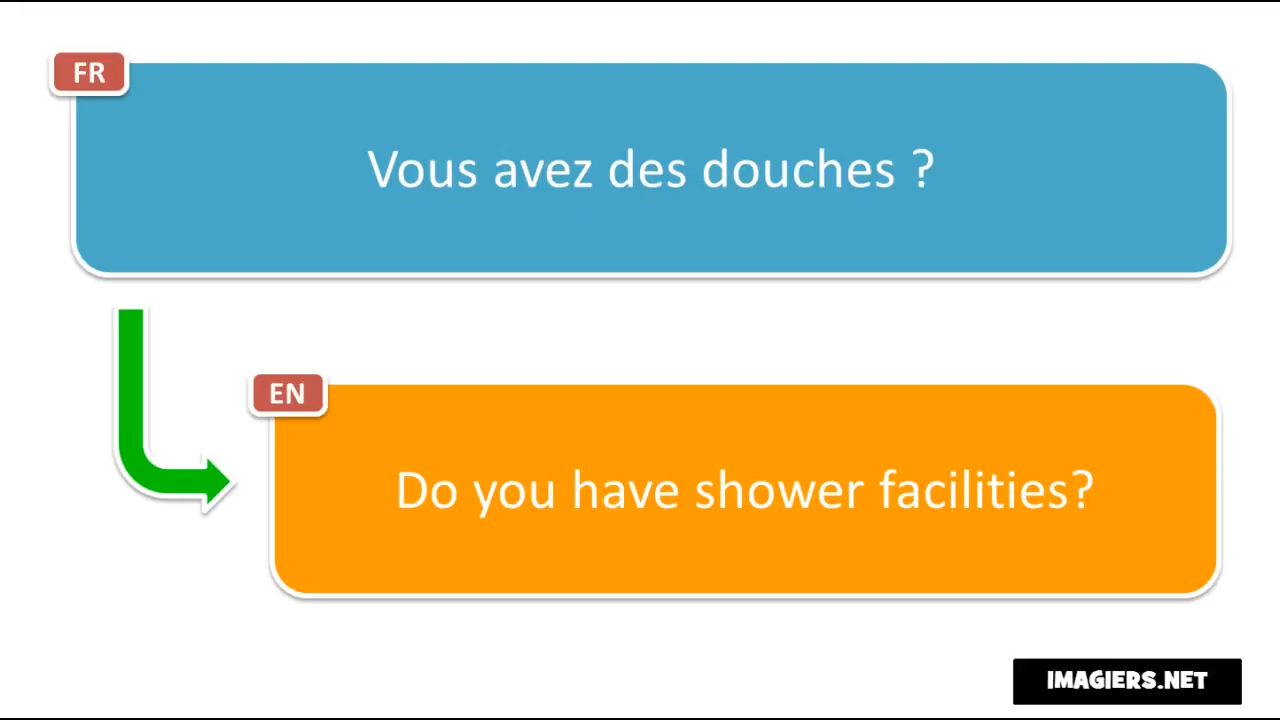 FR
Vous avez des douches ?
EN
Do you have shower facilities?
IMAGIERS.NET